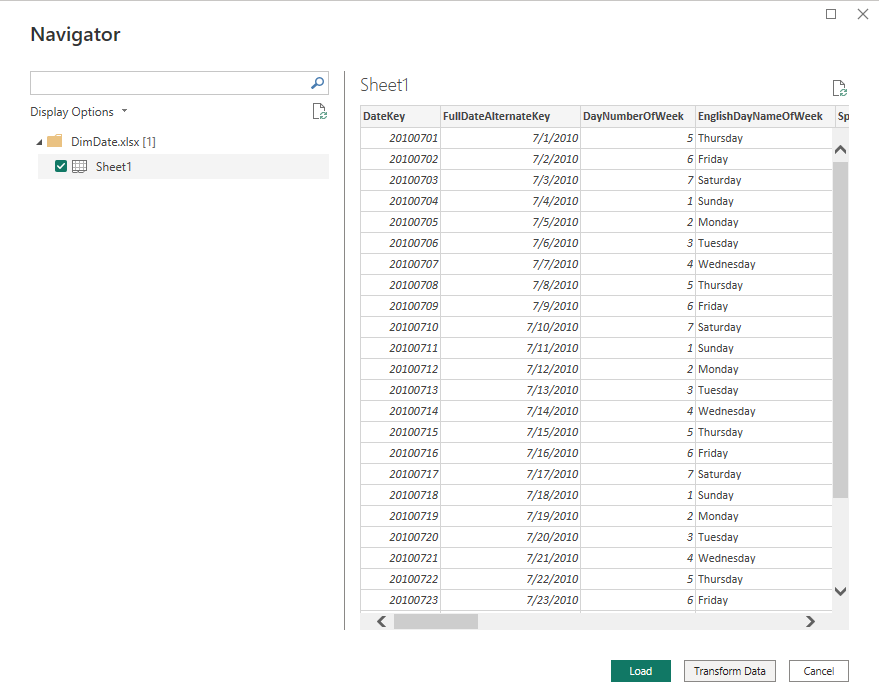 Navigator
Display Options
DimDate.xlsx [1]
Sheet1
Sheet1
DateKey FullDateAlternateKey DayNumberOfWeek EnglishDayNameOfWeek Sp
20100701 7/1/2010 5 Thursday
20100702 7/2/2010 6 Friday
20100703 7/3/2010 7 Saturday
20100704 7/4/2010 1 Sunday
20100705 7/5/2010 2 Monday
20100706 7/6/2010 3 Tuesday
20100707 7/7/2010 4 Wednesday
20100708 7/8/2010 5 Thursday
20100709 7/9/2010 6 Friday
20100710 7/10/2010 7 Saturday
20100711 7/11/2010 1 Sunday
20100712 7/12/2010 2 Monday
20100713 7/13/2010 3 Tuesday
20100714 7/14/2010 4 Wednesday
20100715 7/15/2010 5 Thursday
20100716 7/16/2010 6 Friday
20100717 7/17/2010 7 Saturday
20100718 7/18/2010 1 Sunday
20100719 7/19/2010 2 Monday
20100720 7/20/2010 3 Tuesday
20100721 7/21/2010 4 Wednesday
20100722 7/22/2010 5 Thursday
20100723 7/23/2010 6 Friday
Load Transform Data Cancel